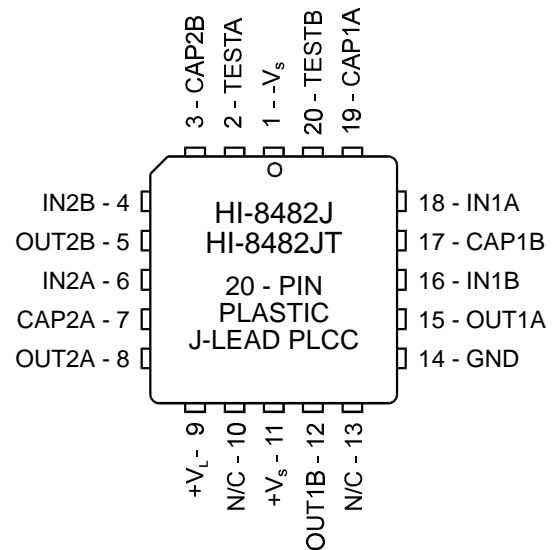 3 - CAP2B
2 - TESTA
1 - -Vs
20 - TESTB
19 - CAP1A
IN2B - 4
OUT2B - 5
IN2A - 6
CAP2A - 7
OUT2A - 8
HI-8482J
HI-8482JT
20 - PIN
PLASTIC
J-LEAD PLCC
18 - IN1A
17 - CAP1B
16 - IN1B
15 - OUT1A
14 - GND
+VL - 9
N/C - 10
+Vs - 11
OUT1B - 12
N/C - 13